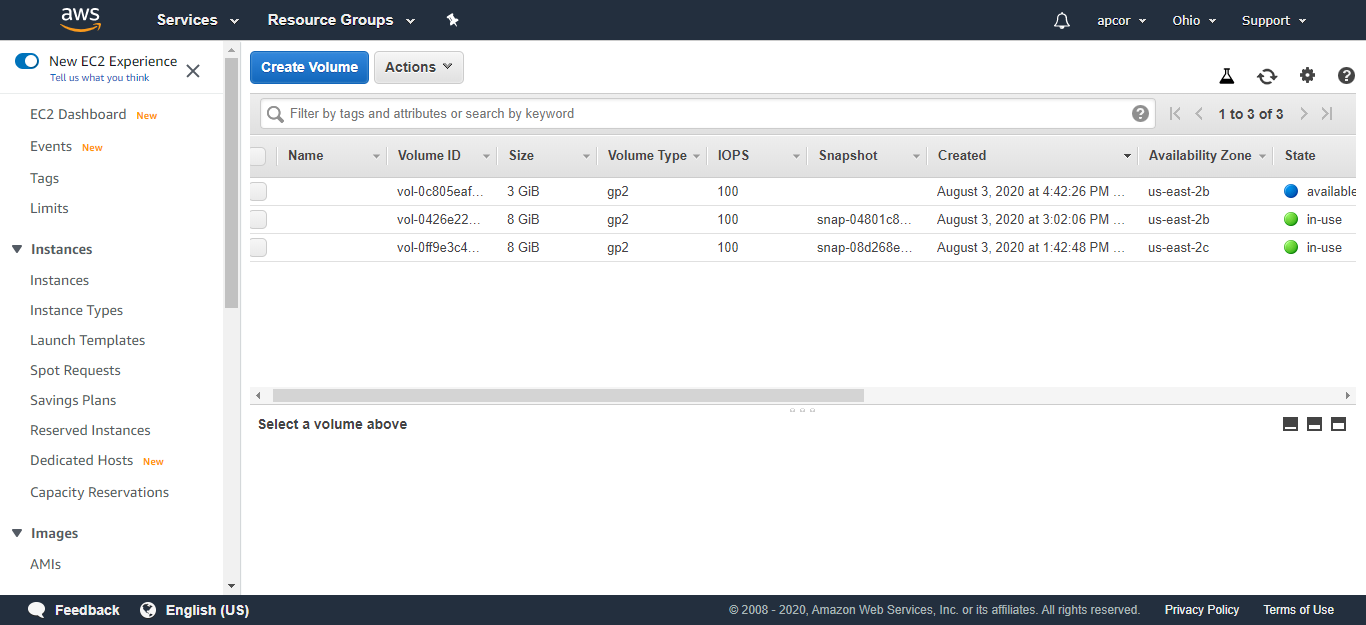 aws Services Resource Groups apcor Ohio Support
New EC2 Experience
Tell us what you think
EC2 Dashboard New
Events New
Tags
Limits
Instances
Instances
Instance Types
Launch Templates
Spot Requests
Savings Plans
Reserved Instances
Dedicated Hosts New
Capacity Reservations
Images
AMIs
Create Volume Actions
Filter by tags and attributes or search by keyword ? 1 to 3 of 3
Name Volume ID Size Volume Type IOPS Snapshot Created Availability Zone State
vol-0c805eaf... 3 GiB gp2 100 August 3, 2020 at 4:42:26 PM ... us-east-2b available
vol-0426e22... 8 GiB gp2 100 snap-04801c8... August 3, 2020 at 3:02:06 PM ... us-east-2b in-use
vol-0ff9e3c4... 8 GiB gp2 100 snap-08d268e... August 3, 2020 at 1:42:48 PM ... us-east-2c in-use
Select a volume above
Feedback English (US) © 2008 - 2020, Amazon Web Services, Inc. or its affiliates. All rights reserved. Privacy Policy Terms of Use